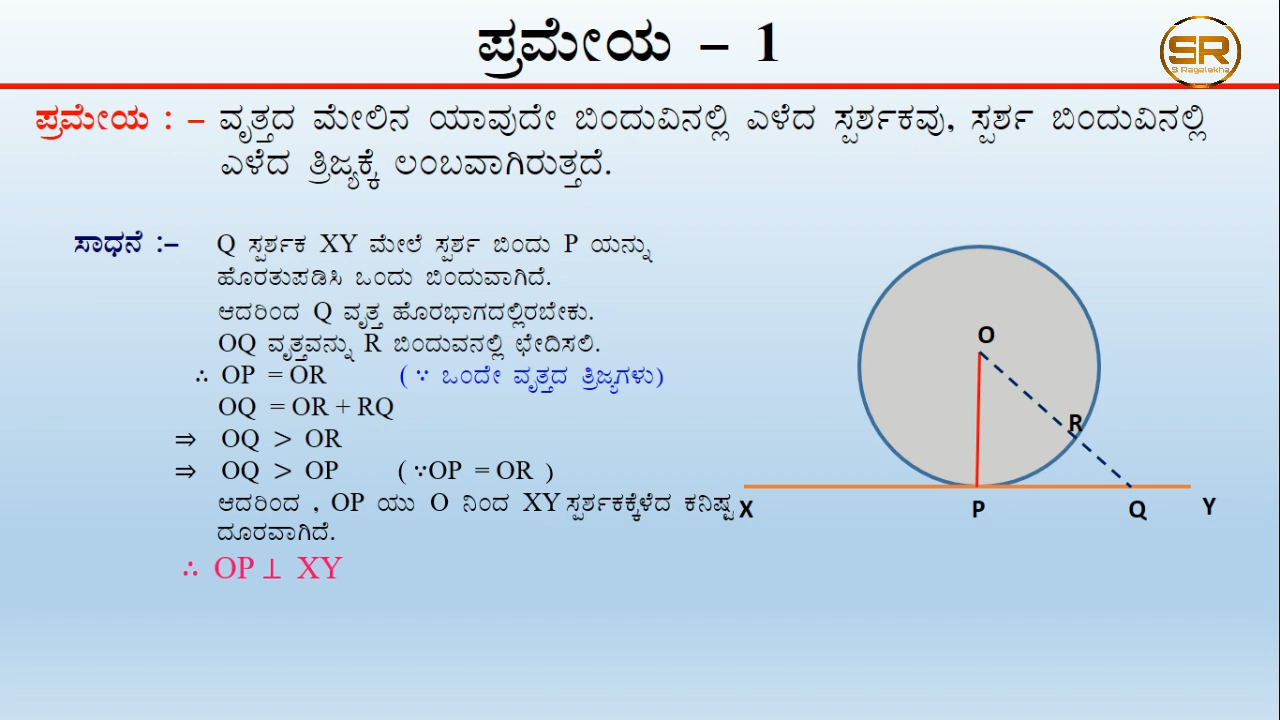 ಪ್ರಮೇಯ – 1
SR
S Ragalekha
ಪ್ರಮೇಯ : – ವೃತ್ತದ ಮೇಲಿನ ಯಾವುದೇ ಬಿಂದುವಿನಲ್ಲಿ ಎಳೆದ ಸ್ಪರ್ಶಕವು, ಸ್ಪರ್ಶ ಬಿಂದುವಿನಲ್ಲಿ
ಎಳೆದ ತ್ರಿಜ್ಯಕ್ಕೆ ಲಂಬವಾಗಿರುತ್ತದೆ.
ಸಾಧನೆ :– Q ಸ್ಪರ್ಶಕ XY ಮೇಲೆ ಸ್ಪರ್ಶ ಬಿಂದು P ಯನ್ನು
ಹೊರತುಪಡಿಸಿ ಒಂದು ಬಿಂದುವಾಗಿದೆ.
ಆದರಿಂದ Q ವೃತ್ತ ಹೊರಭಾಗದಲ್ಲಿರಬೇಕು.
OQ ವೃತ್ತವನ್ನು R ಬಿಂದುವನಲ್ಲಿ ಛೇದಿಸಲಿ.
∴ OP = OR ( ∵ ಒಂದೇ ವೃತ್ತದ ತ್ರಿಜ್ಯಗಳು)
OQ = OR + RQ
⇒ OQ > OR
⇒ OQ > OP ( ∵OP = OR )
ಆದರಿಂದ , OP ಯು O ನಿಂದ XY ಸ್ಪರ್ಶಕಕ್ಕೆಳೆದ ಕನಿಷ್ಟ
ದೂರವಾಗಿದೆ.
∴ OP ⊥ XY
O
R
X P Q Y